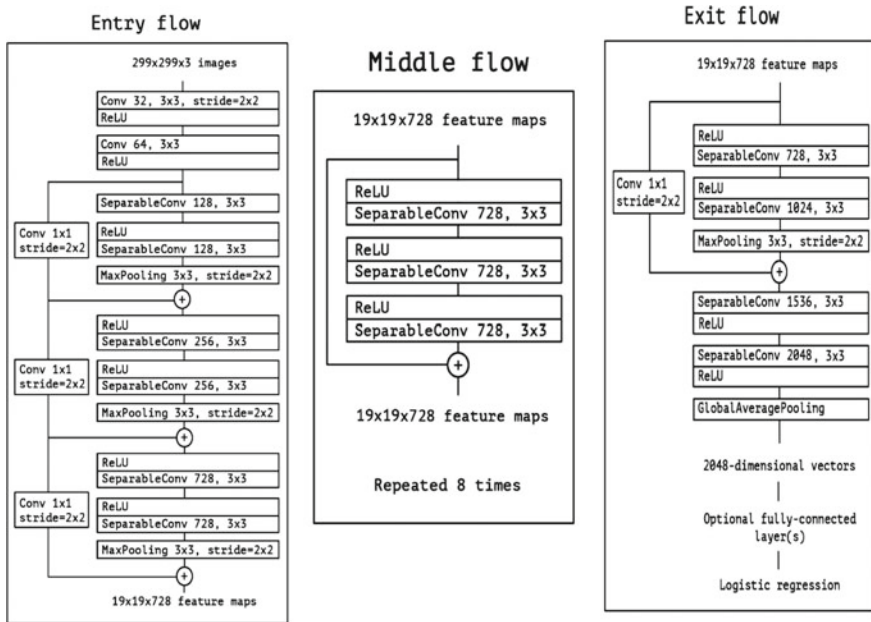 Entry flow
299x299x3 images
Conv 32, 3x3, stride=2x2
ReLU
Conv 64, 3x3
ReLU
SeparableConv 128, 3x3
Conv 1x1
stride=2x2
ReLU
SeparableConv 128, 3x3
MaxPooling 3x3, stride=2x2
+
ReLU
SeparableConv 256, 3x3
Conv 1x1
stride=2x2
ReLU
SeparableConv 256, 3x3
MaxPooling 3x3, stride=2x2
+
ReLU
SeparableConv 728, 3x3
Conv 1x1
stride=2x2
ReLU
SeparableConv 728, 3x3
MaxPooling 3x3, stride=2x2
+
19x19x728 feature maps
Middle flow
19x19x728 feature maps
ReLU
SeparableConv 728, 3x3
ReLU
SeparableConv 728, 3x3
ReLU
SeparableConv 728, 3x3
+
19x19x728 feature maps
Repeated 8 times
Exit flow
19x19x728 feature maps
ReLU
SeparableConv 728, 3x3
Conv 1x1
stride=2x2
ReLU
SeparableConv 1024, 3x3
MaxPooling 3x3, stride=2x2
+
SeparableConv 1536, 3x3
ReLU
SeparableConv 2048, 3x3
ReLU
GlobalAveragePooling
2048-dimensional vectors
Optional fully-connected
layer(s)
Logistic regression